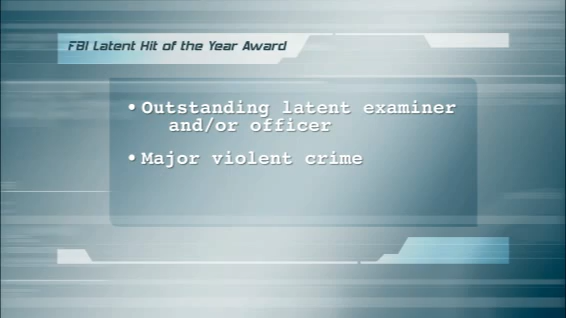 FBI Latent Hit of the Year Award
• Outstanding latent examiner
and/or officer
• Major violent crime